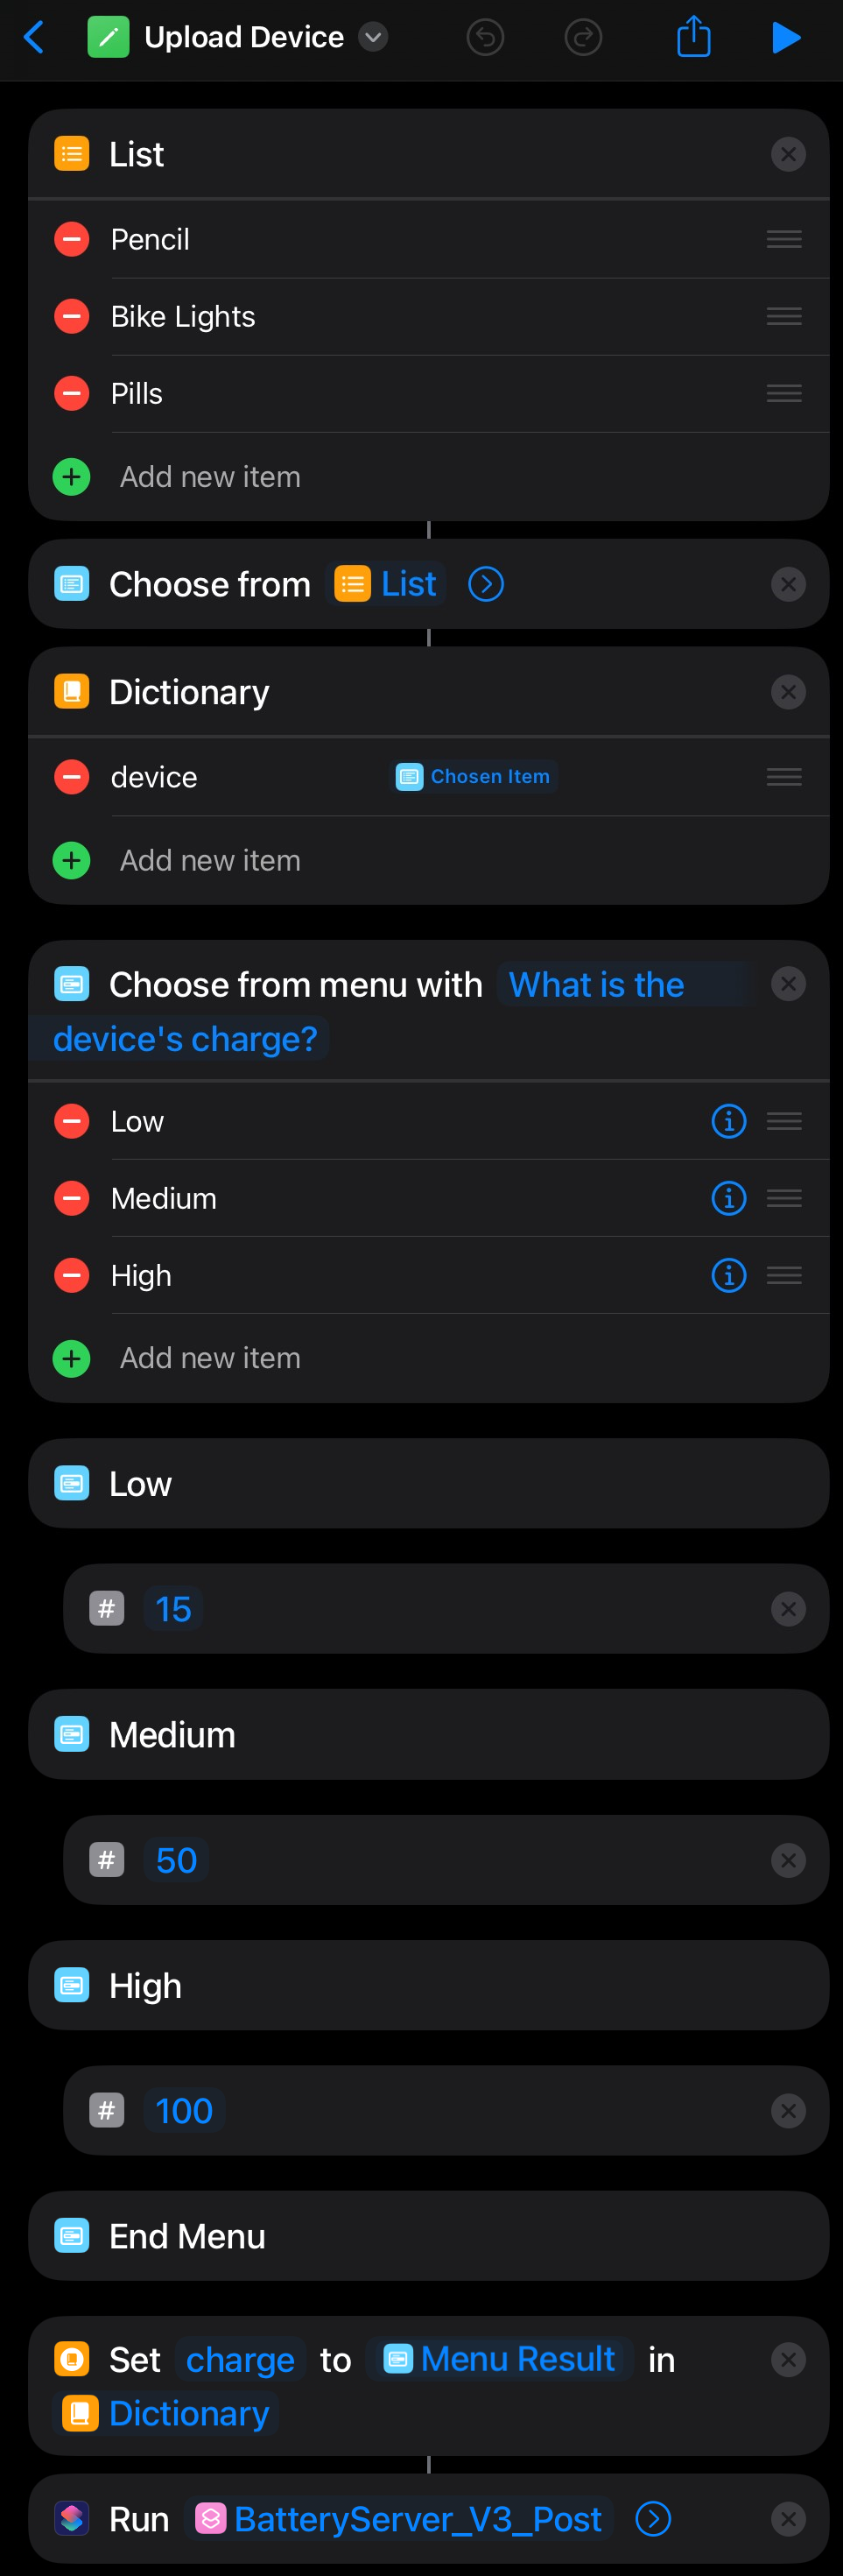 Upload Device
List
Pencil
Bike Lights
Pills
Add new item
Choose from List
Dictionary
device Chosen Item
Add new item
Choose from menu with What is the
device's charge?
Low
Medium
High
Add new item
Low
# 15
Medium
# 50
High
# 100
End Menu
Set charge to Menu Result in
Dictionary
Run BatteryServer_V3_Post